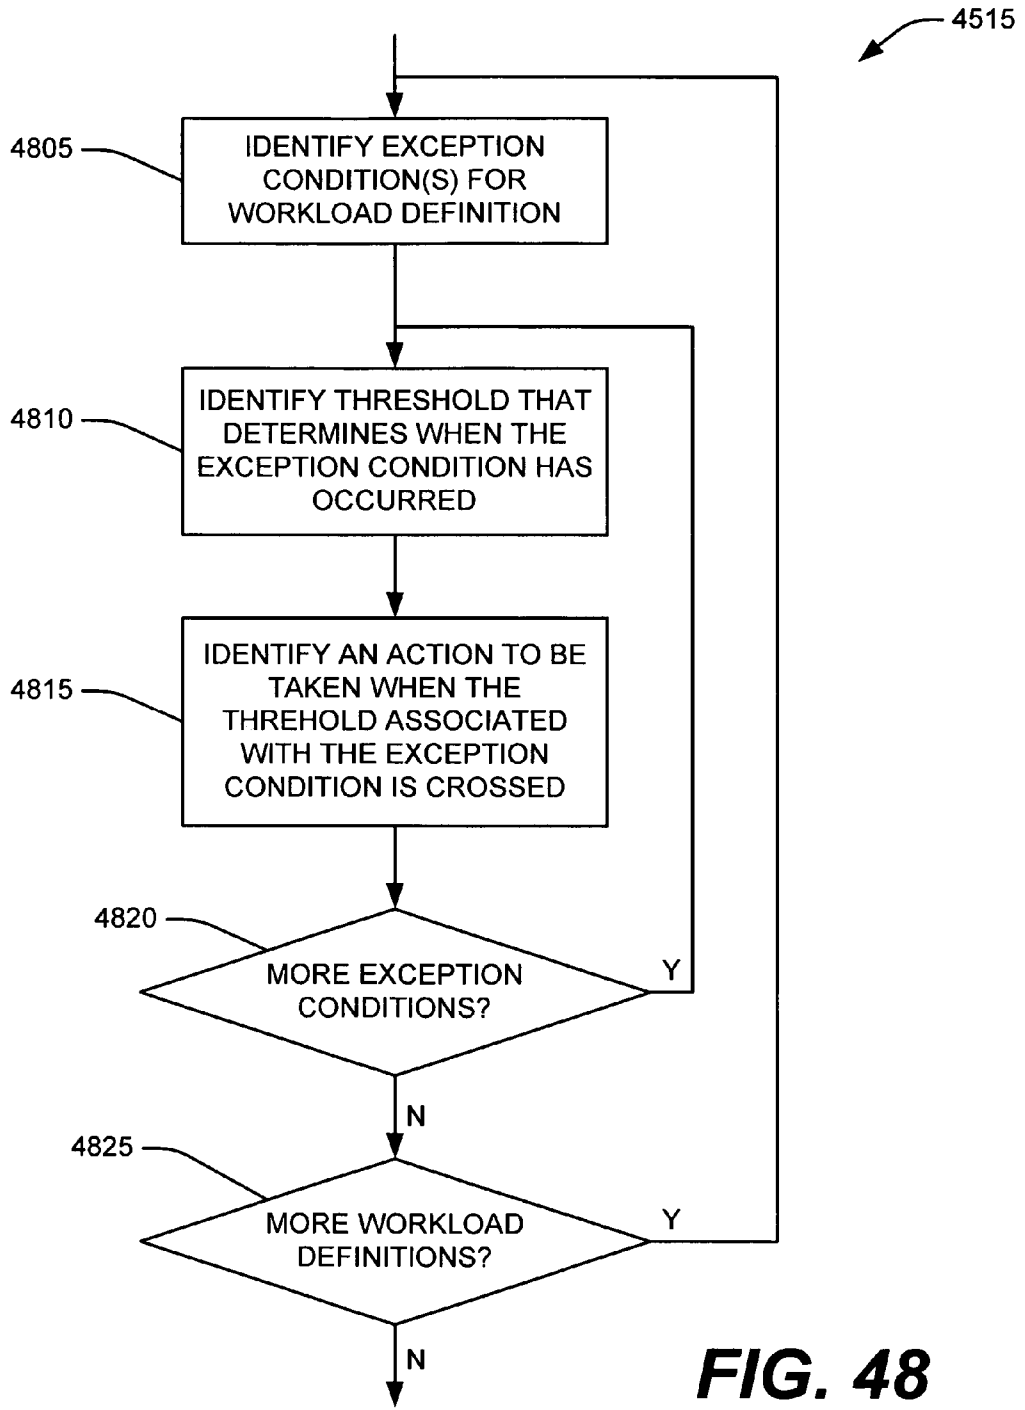 4515
4805
IDENTIFY EXCEPTION
CONDITION(S) FOR
WORKLOAD DEFINITION
4810
IDENTIFY THRESHOLD THAT
DETERMINES WHEN THE
EXCEPTION CONDITION HAS
OCCURRED
4815
IDENTIFY AN ACTION TO BE
TAKEN WHEN THE
THREHOLD ASSOCIATED
WITH THE EXCEPTION
CONDITION IS CROSSED
4820
MORE EXCEPTION
CONDITIONS?
Y
N
4825
MORE WORKLOAD
DEFINITIONS?
Y
N
FIG. 48